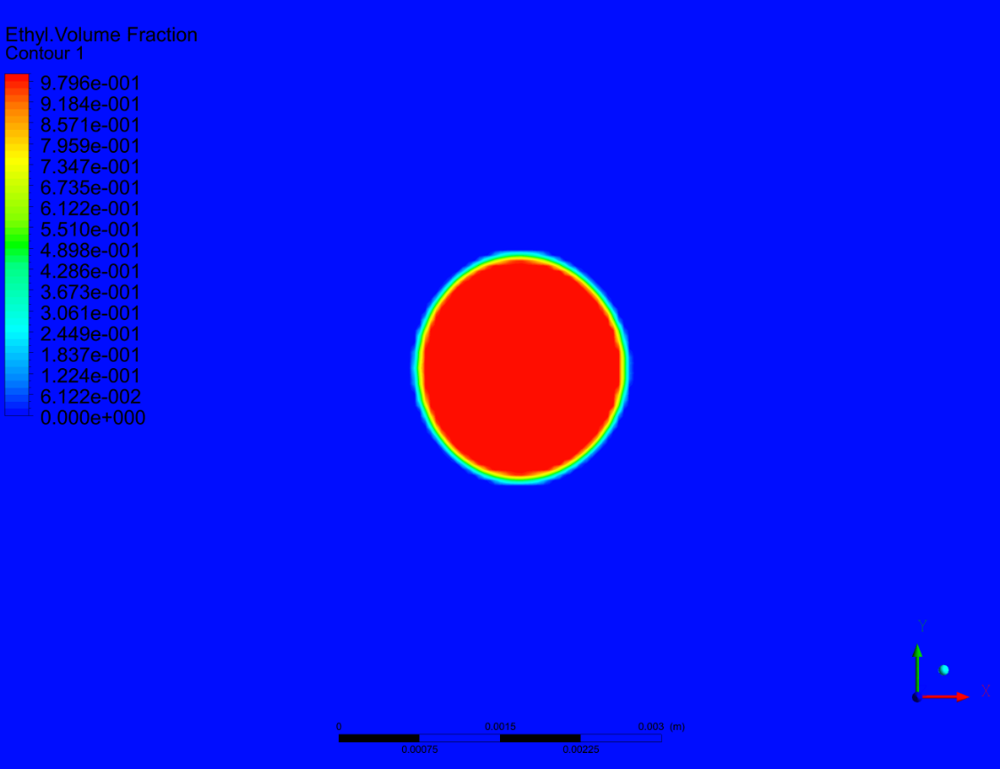 Ethyl.Volume Fraction
Contour 1
9.796e-001
9.184e-001
8.571e-001
7.959e-001
7.347e-001
6.735e-001
6.122e-001
5.510e-001
4.898e-001
4.286e-001
3.673e-001
3.061e-001
2.449e-001
1.837e-001
1.224e-001
6.122e-002
0.000e+000
Y
X
0 0.0015 0.003 (m)
0.00075 0.00225